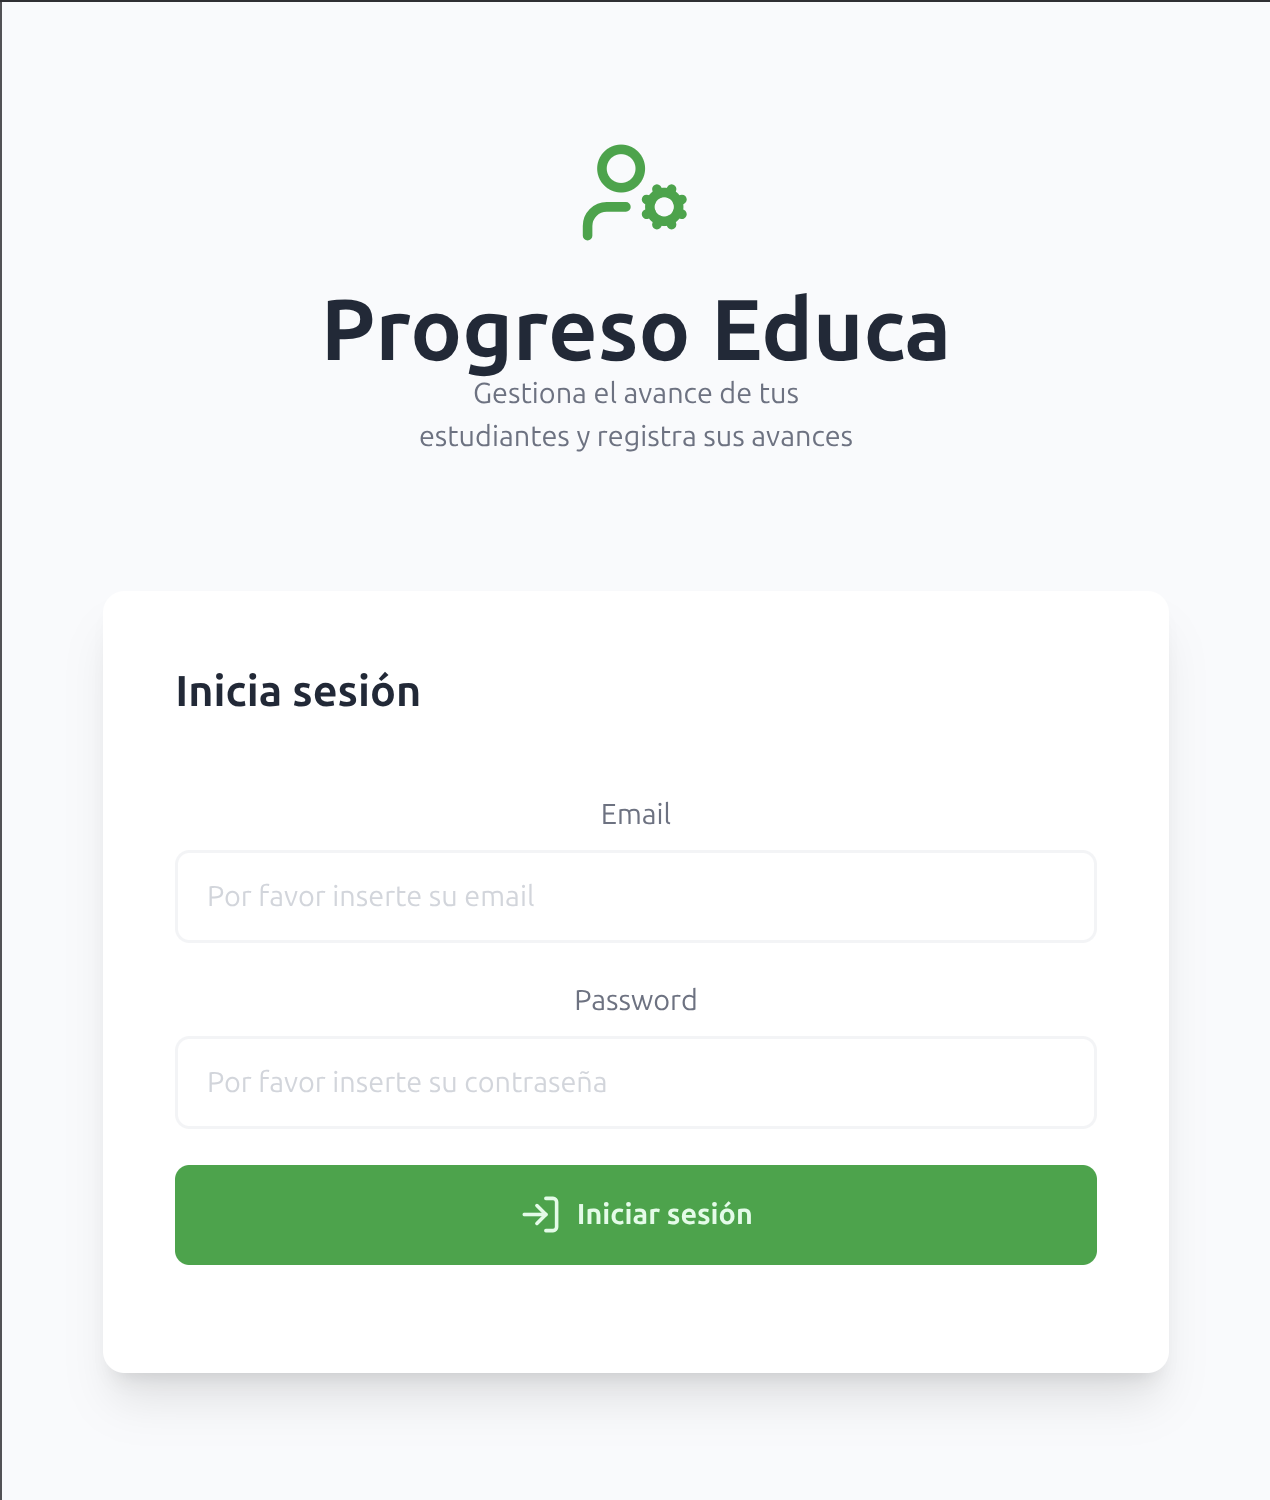 Progreso Educa
Gestiona el avance de tus
estudiantes y registra sus avances
Inicia sesión
Email
Por favor inserte su email
Password
Por favor inserte su contraseña
Iniciar sesión